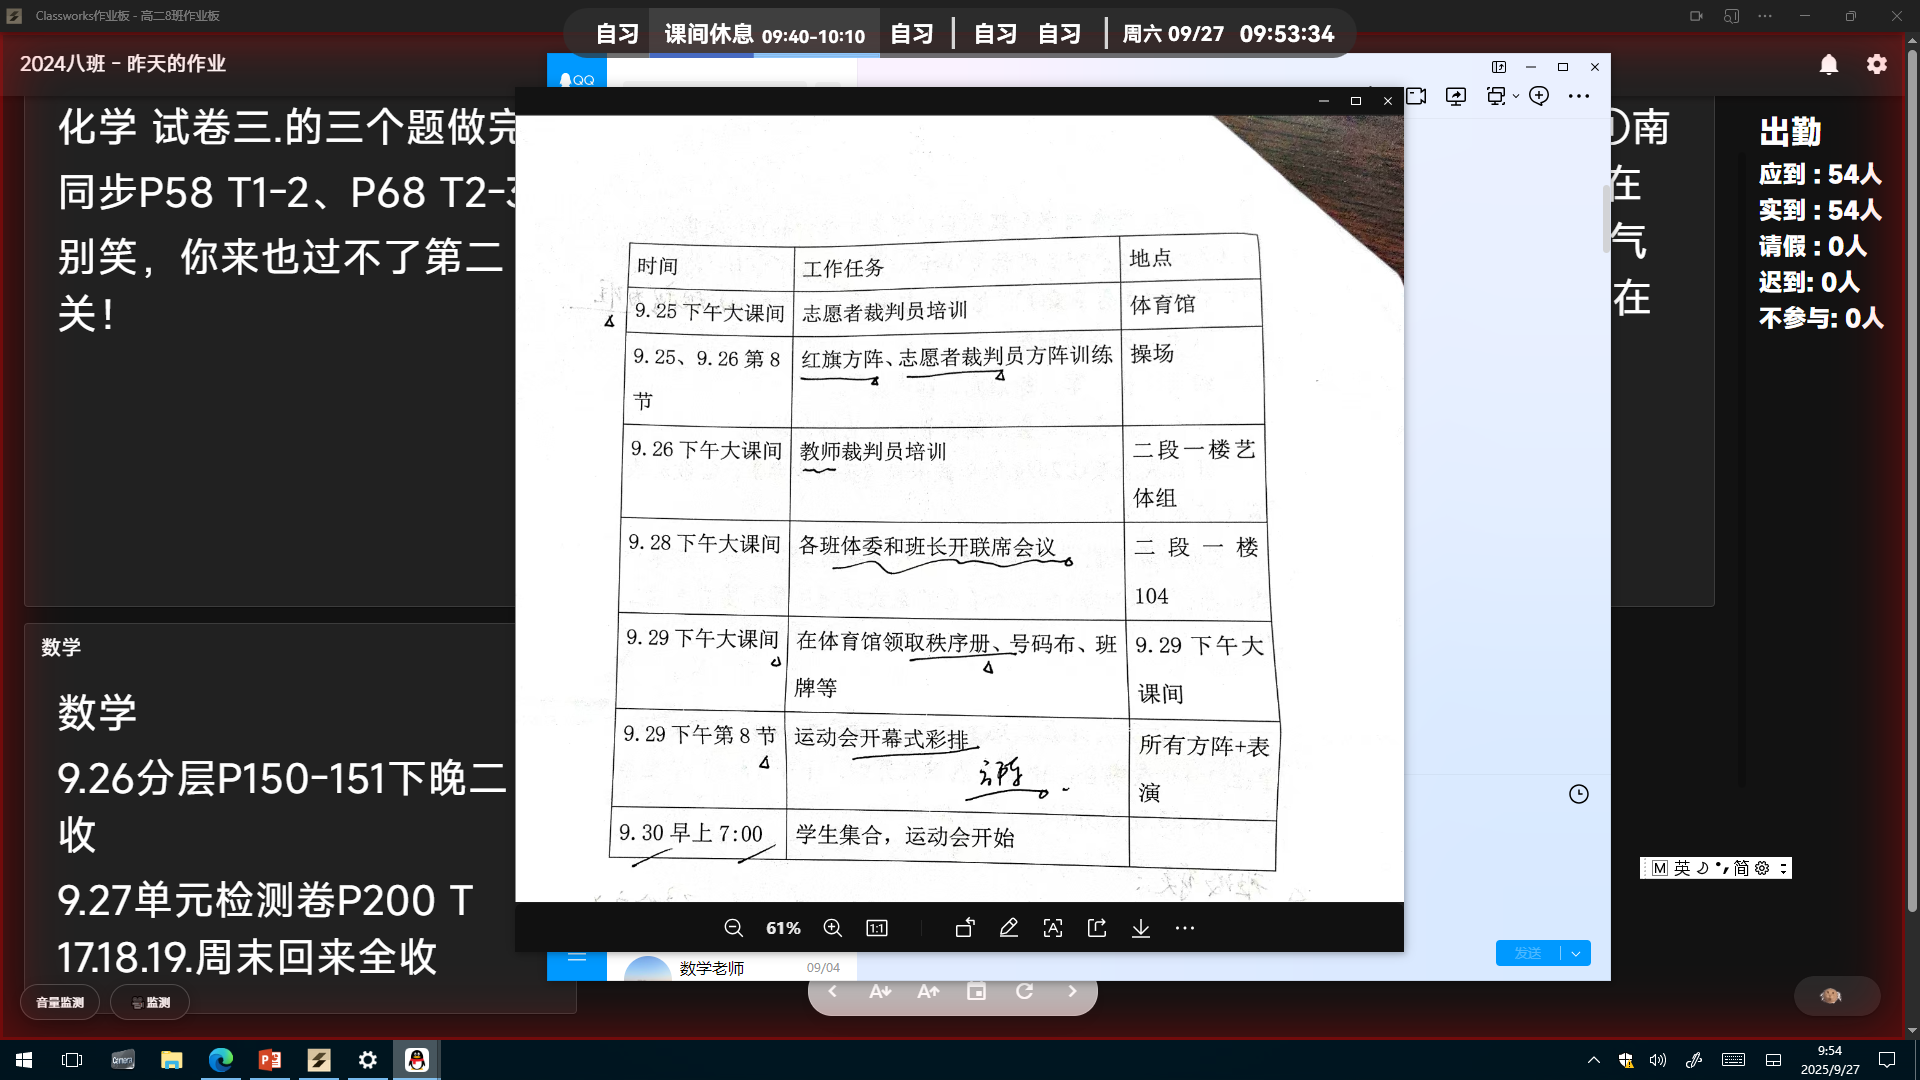 Classworks作业板 - 高二8班作业板
自习 课间休息 09:40-10:10 自习 | 自习 自习 | 周六 09/27 09:53:34
2024八班 - 昨天的作业
QQ
化学 试卷三.的三个题做完
同步P58 T1-2、P68 T2-3
别笑，你来也过不了第二
关！
南
在
气
在
出勤
应到：54人
实到：54人
请假：0人
迟到: 0人
不参与: 0人
时间 工作任务 地点
9.25 下午大课间 志愿者裁判员培训 体育馆
9.25、9.26 第 8 红旗方阵、志愿者裁判员方阵训练 操场
节
9.26 下午大课间 教师裁判员培训 二段一楼艺
体组
9.28 下午大课间 各班体委和班长开联席会议 二段一楼
104
9.29 下午大课间 在体育馆领取秩序册、号码布、班 9.29 下午大
牌等 课间
9.29 下午第 8 节 运动会开幕式彩排 所有方阵+表
演
9.30 早上 7:00 学生集合，运动会开始
数学
数学
9.26分层P150-151下晚二
收
9.27单元检测卷P200 T
17.18.19.周末回来全收
音量监测 监测
61% 1:1
数学老师 09/04
发送
M 英 简
9:54
2025/9/27